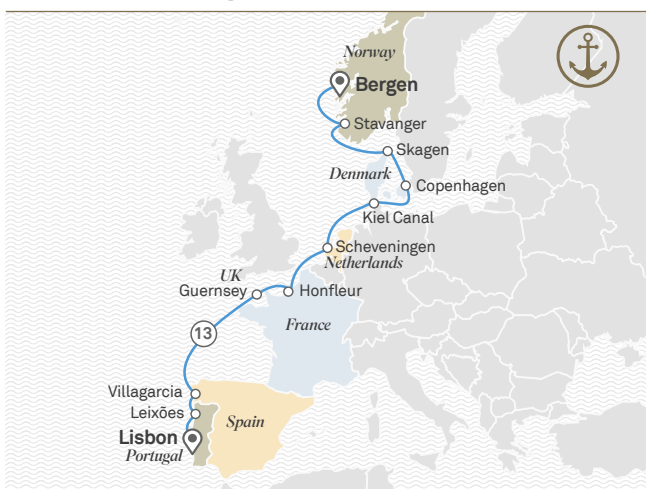 Norway
Bergen
Stavanger
Skagen
Denmark
Copenhagen
Kiel Canal
Scheveningen
Netherlands
UK
Guernsey
Honfleur
France
13
Villagarcia
Leixões
Spain
Lisbon
Portugal